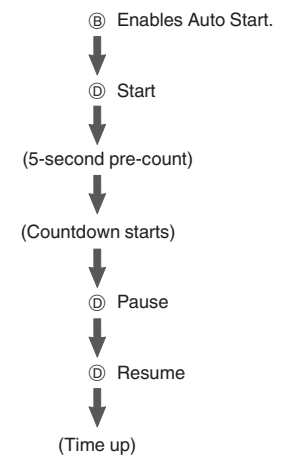 Ⓑ Enables Auto Start.
Ⓓ Start
(5-second pre-count)
(Countdown starts)
Ⓓ Pause
Ⓓ Resume
(Time up)